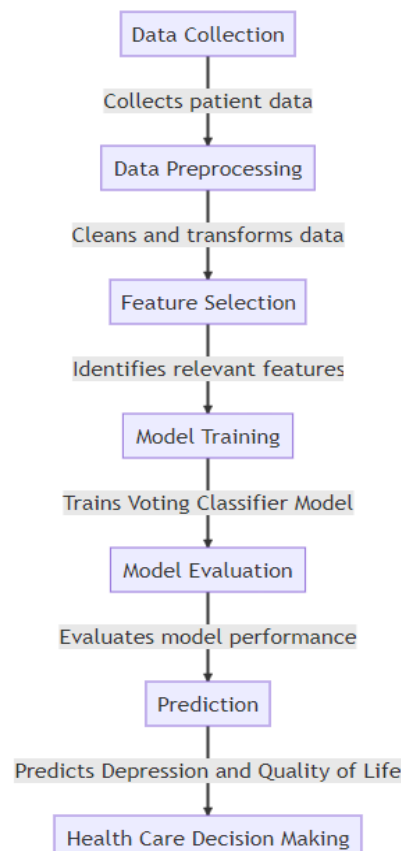 Data Collection
Collects patient data
Data Preprocessing
Cleans and transforms data
Feature Selection
Identifies relevant features
Model Training
Trains Voting Classifier Model
Model Evaluation
Evaluates model performance
Prediction
Predicts Depression and Quality of Life
Health Care Decision Making